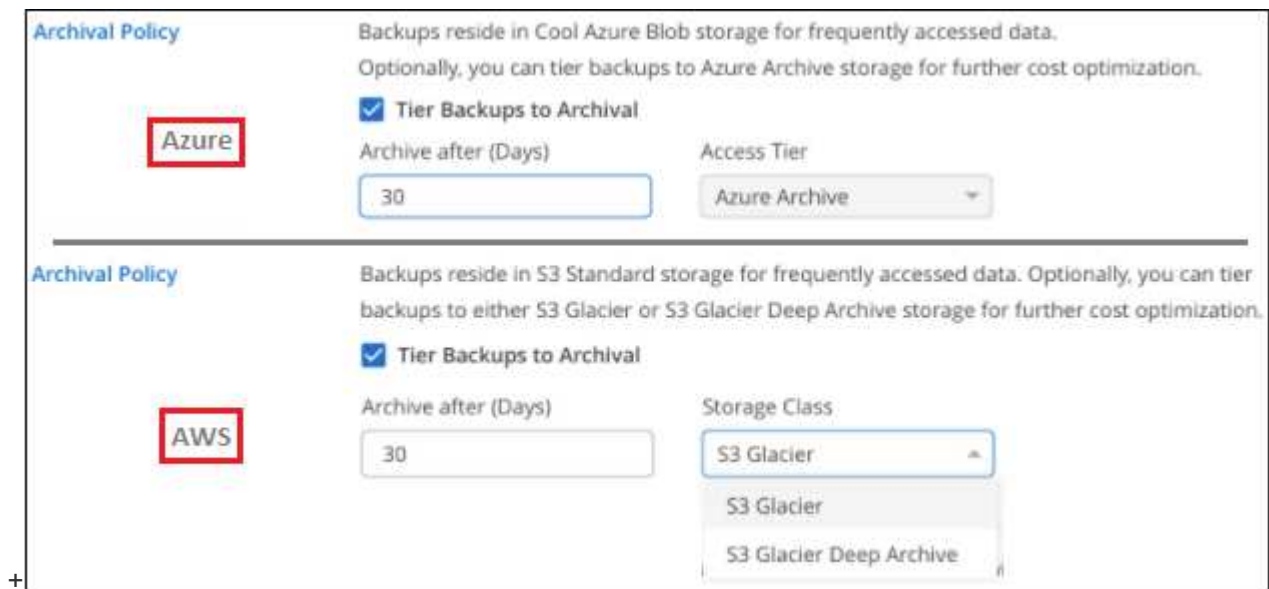 Archival Policy
Backups reside in Cool Azure Blob storage for frequently accessed data.
Optionally, you can tier backups to Azure Archive storage for further cost optimization.
Tier Backups to Archival
Azure
Archive after (Days)
Access Tier
30
Azure Archive
Archival Policy
Backups reside in S3 Standard storage for frequently accessed data. Optionally, you can tier
backups to either S3 Glacier or S3 Glacier Deep Archive storage for further cost optimization.
Tier Backups to Archival
AWS
Archive after (Days)
Storage Class
30
S3 Glacier
S3 Glacier
S3 Glacier Deep Archive
+